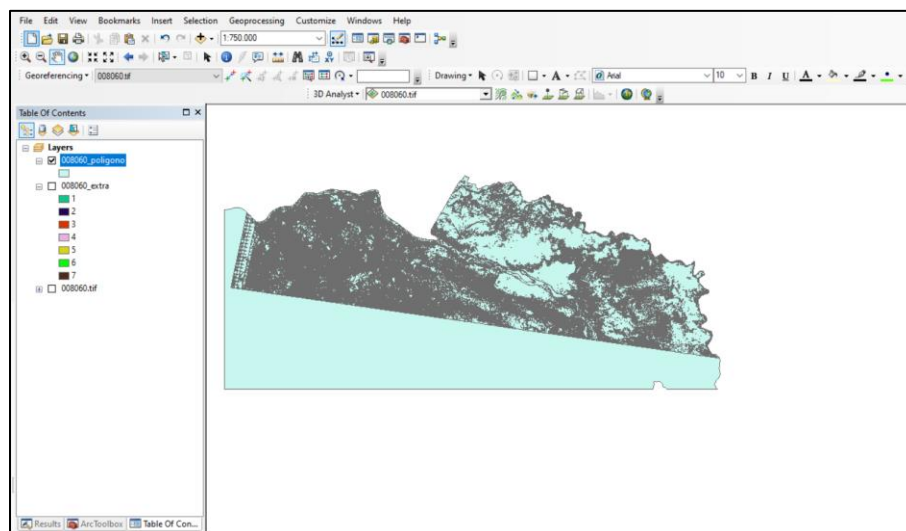 File Edit View Bookmarks Insert Selection Geoprocessing Customize Windows Help
1:750.000
Georeferencing 008060.tif Drawing A Arial 10 B I U A
3D Analyst 008060.tif
Table Of Contents
Layers
008060_poligono
008060_extra
1
2
3
4
5
6
7
008060.tif
Results ArcToolbox Table Of Con...